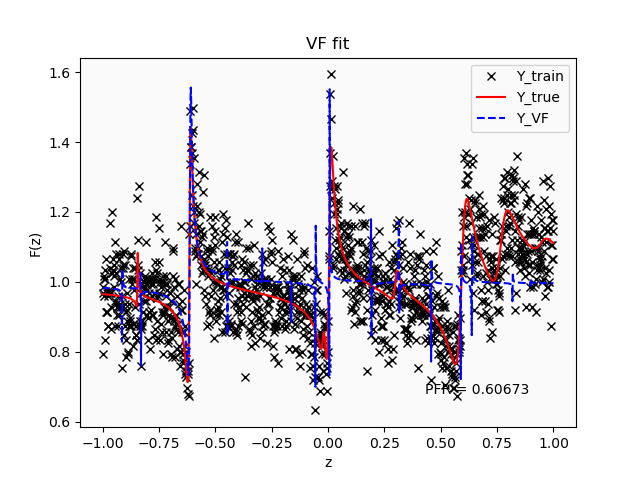 VF fit
Y_train
Y_true
Y_VF
F(z)
1.6
1.4
1.2
1.0
0.8
0.6
PFP = 0.60673
−1.00 −0.75 −0.50 −0.25 0.00 0.25 0.50 0.75 1.00
z